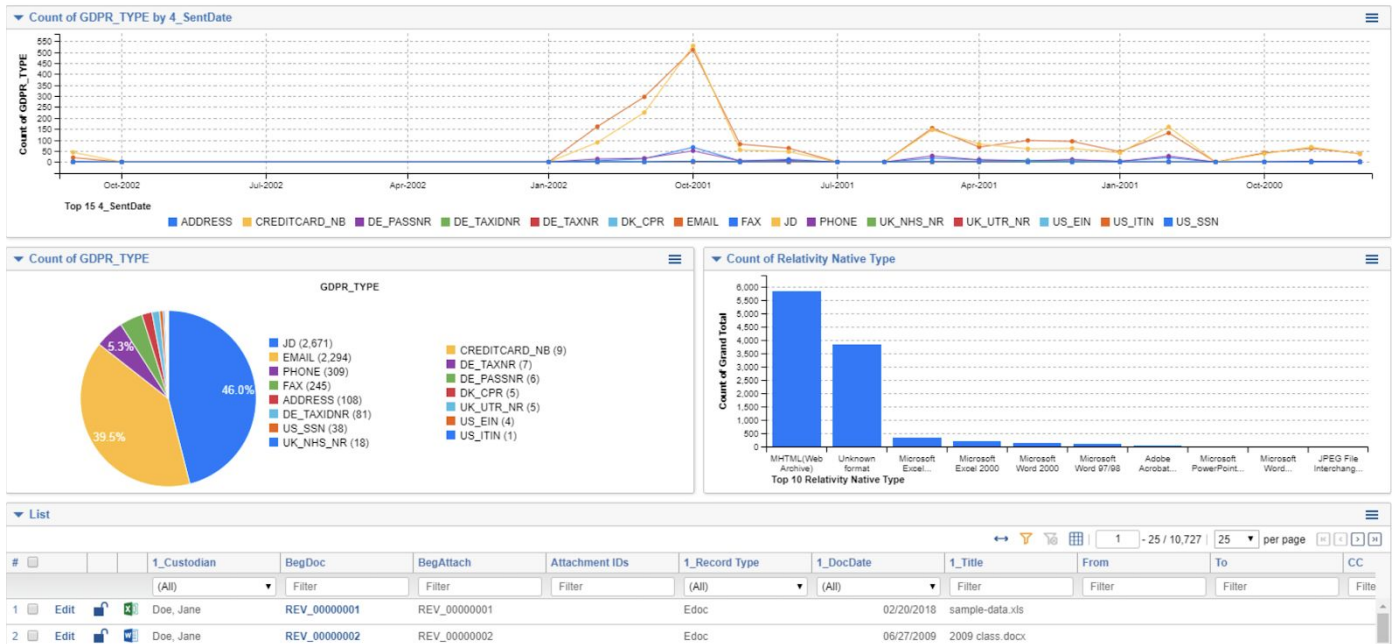 Count of GDPR_TYPE by 4_SentDate
Count of GDPR_TYPE
550
500
450
400
350
300
250
200
150
100
50
0
Oct-2002 Jul-2002 Apr-2002 Jan-2002 Oct-2001 Jul-2001 Apr-2001 Jan-2001 Oct-2000
Top 15 4_SentDate
ADDRESS CREDITCARD_NB DE_PASSNR DE_TAXIDNR DE_TAXNR DK_CPR EMAIL FAX JD PHONE UK_NHS_NR UK_UTR_NR US_EIN US_ITIN US_SSN
Count of GDPR_TYPE
GDPR_TYPE
5.3%
46.0%
39.5%
JD (2,671)
EMAIL (2,294)
PHONE (309)
FAX (245)
ADDRESS (108)
DE_TAXIDNR (81)
US_SSN (38)
UK_NHS_NR (18)
CREDITCARD_NB (9)
DE_TAXNR (7)
DE_PASSNR (6)
DK_CPR (5)
UK_UTR_NR (5)
US_EIN (4)
US_ITIN (1)
Count of Relativity Native Type
Count of Grand Total
6,000
5,500
5,000
4,500
4,000
3,500
3,000
2,500
2,000
1,500
1,000
500
0
MHTML(Web Archive)
Unknown format
Microsoft Excel...
Microsoft Excel 2000
Microsoft Word 2000
Microsoft Word 97/98
Adobe Acrobat...
Microsoft PowerPoint...
Microsoft Word...
JPEG File Interchang...
Top 10 Relativity Native Type
List
1 - 25 / 10,727 25 per page
# 1_Custodian BegDoc BegAttach Attachment IDs 1_Record Type 1_DocDate 1_Title From To CC
(All) Filter Filter Filter (All) (All) Filter Filter Filter Filte
1 Edit Doe, Jane REV_00000001 REV_00000001 Edoc 02/20/2018 sample-data.xls
2 Edit Doe, Jane REV_00000002 REV_00000002 Edoc 06/27/2009 2009 class.docx